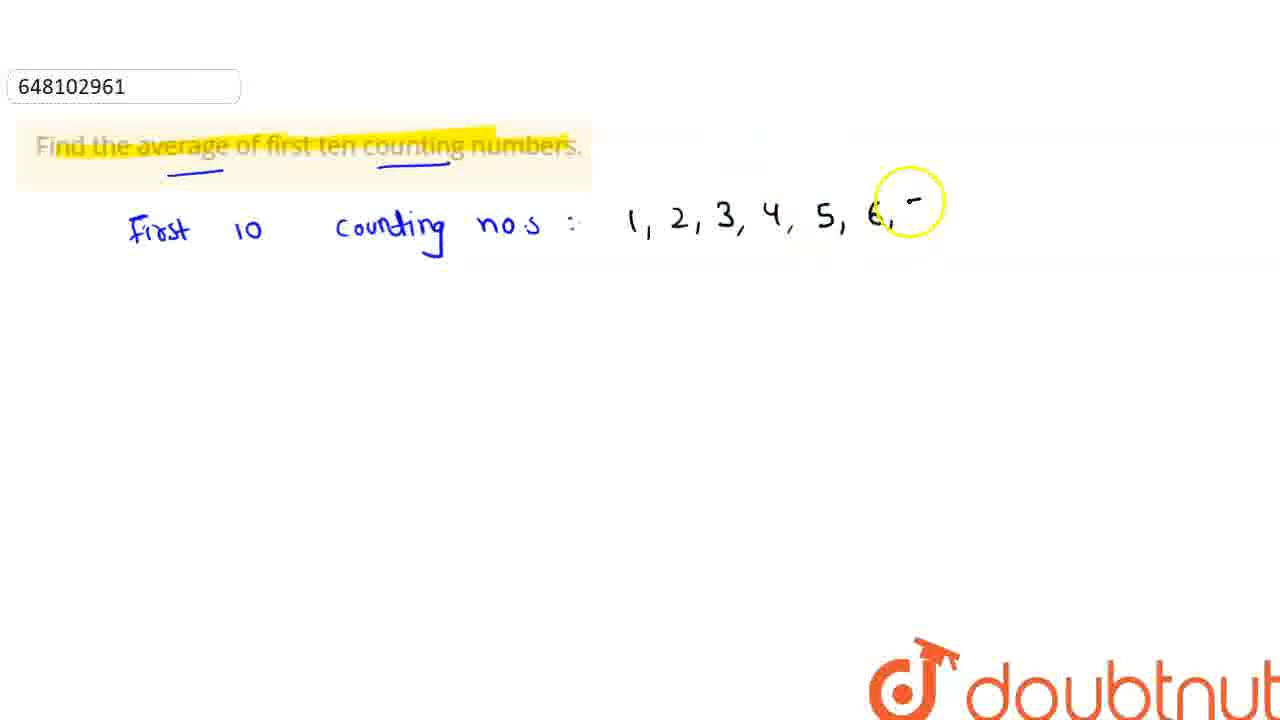 648102961
Find the average of first ten counting numbers.
First 10 counting no.s : 1, 2, 3, 4, 5, 6,
doubtnut